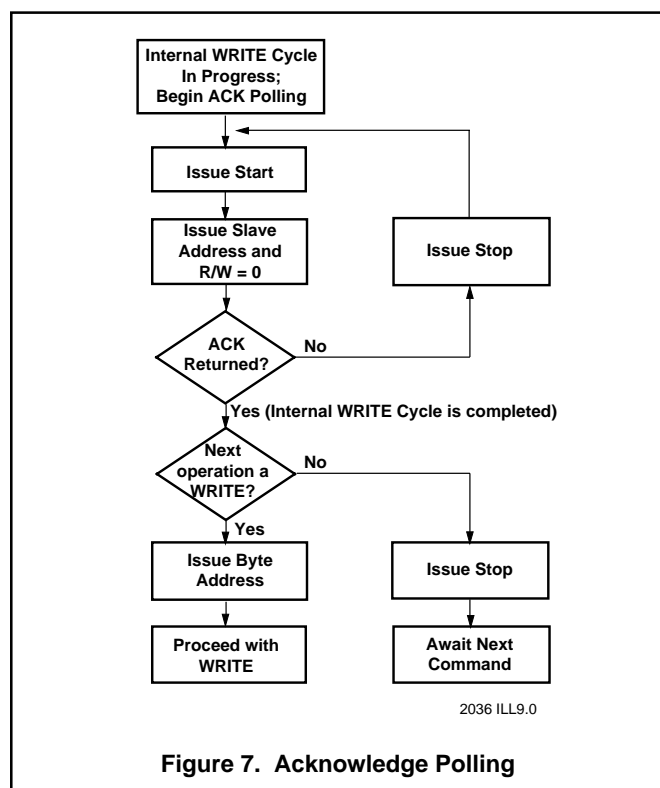 Internal WRITE Cycle
In Progress;
Begin ACK Polling
Issue Start
Issue Slave
Address and
R/W = 0
Issue Stop
ACK
Returned?
No
Yes (Internal WRITE Cycle is completed)
Next
operation a
WRITE?
No
Yes
Issue Byte
Address
Issue Stop
Proceed with
WRITE
Await Next
Command
2036 ILL9.0
Figure 7. Acknowledge Polling